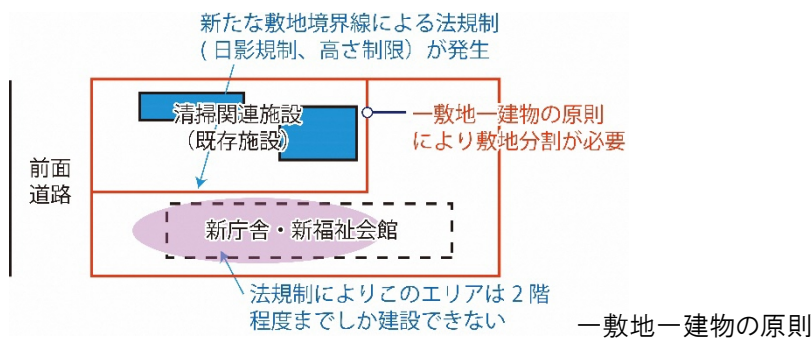 新たな敷地境界線による法規制
(日影規制、高さ制限)が発生
清掃関連施設
(既存施設)
一敷地一建物の原則
により敷地分割が必要
前面
道路
新庁舎・新福祉会館
法規制によりこのエリアは2階
程度までしか建設できない
一敷地一建物の原則